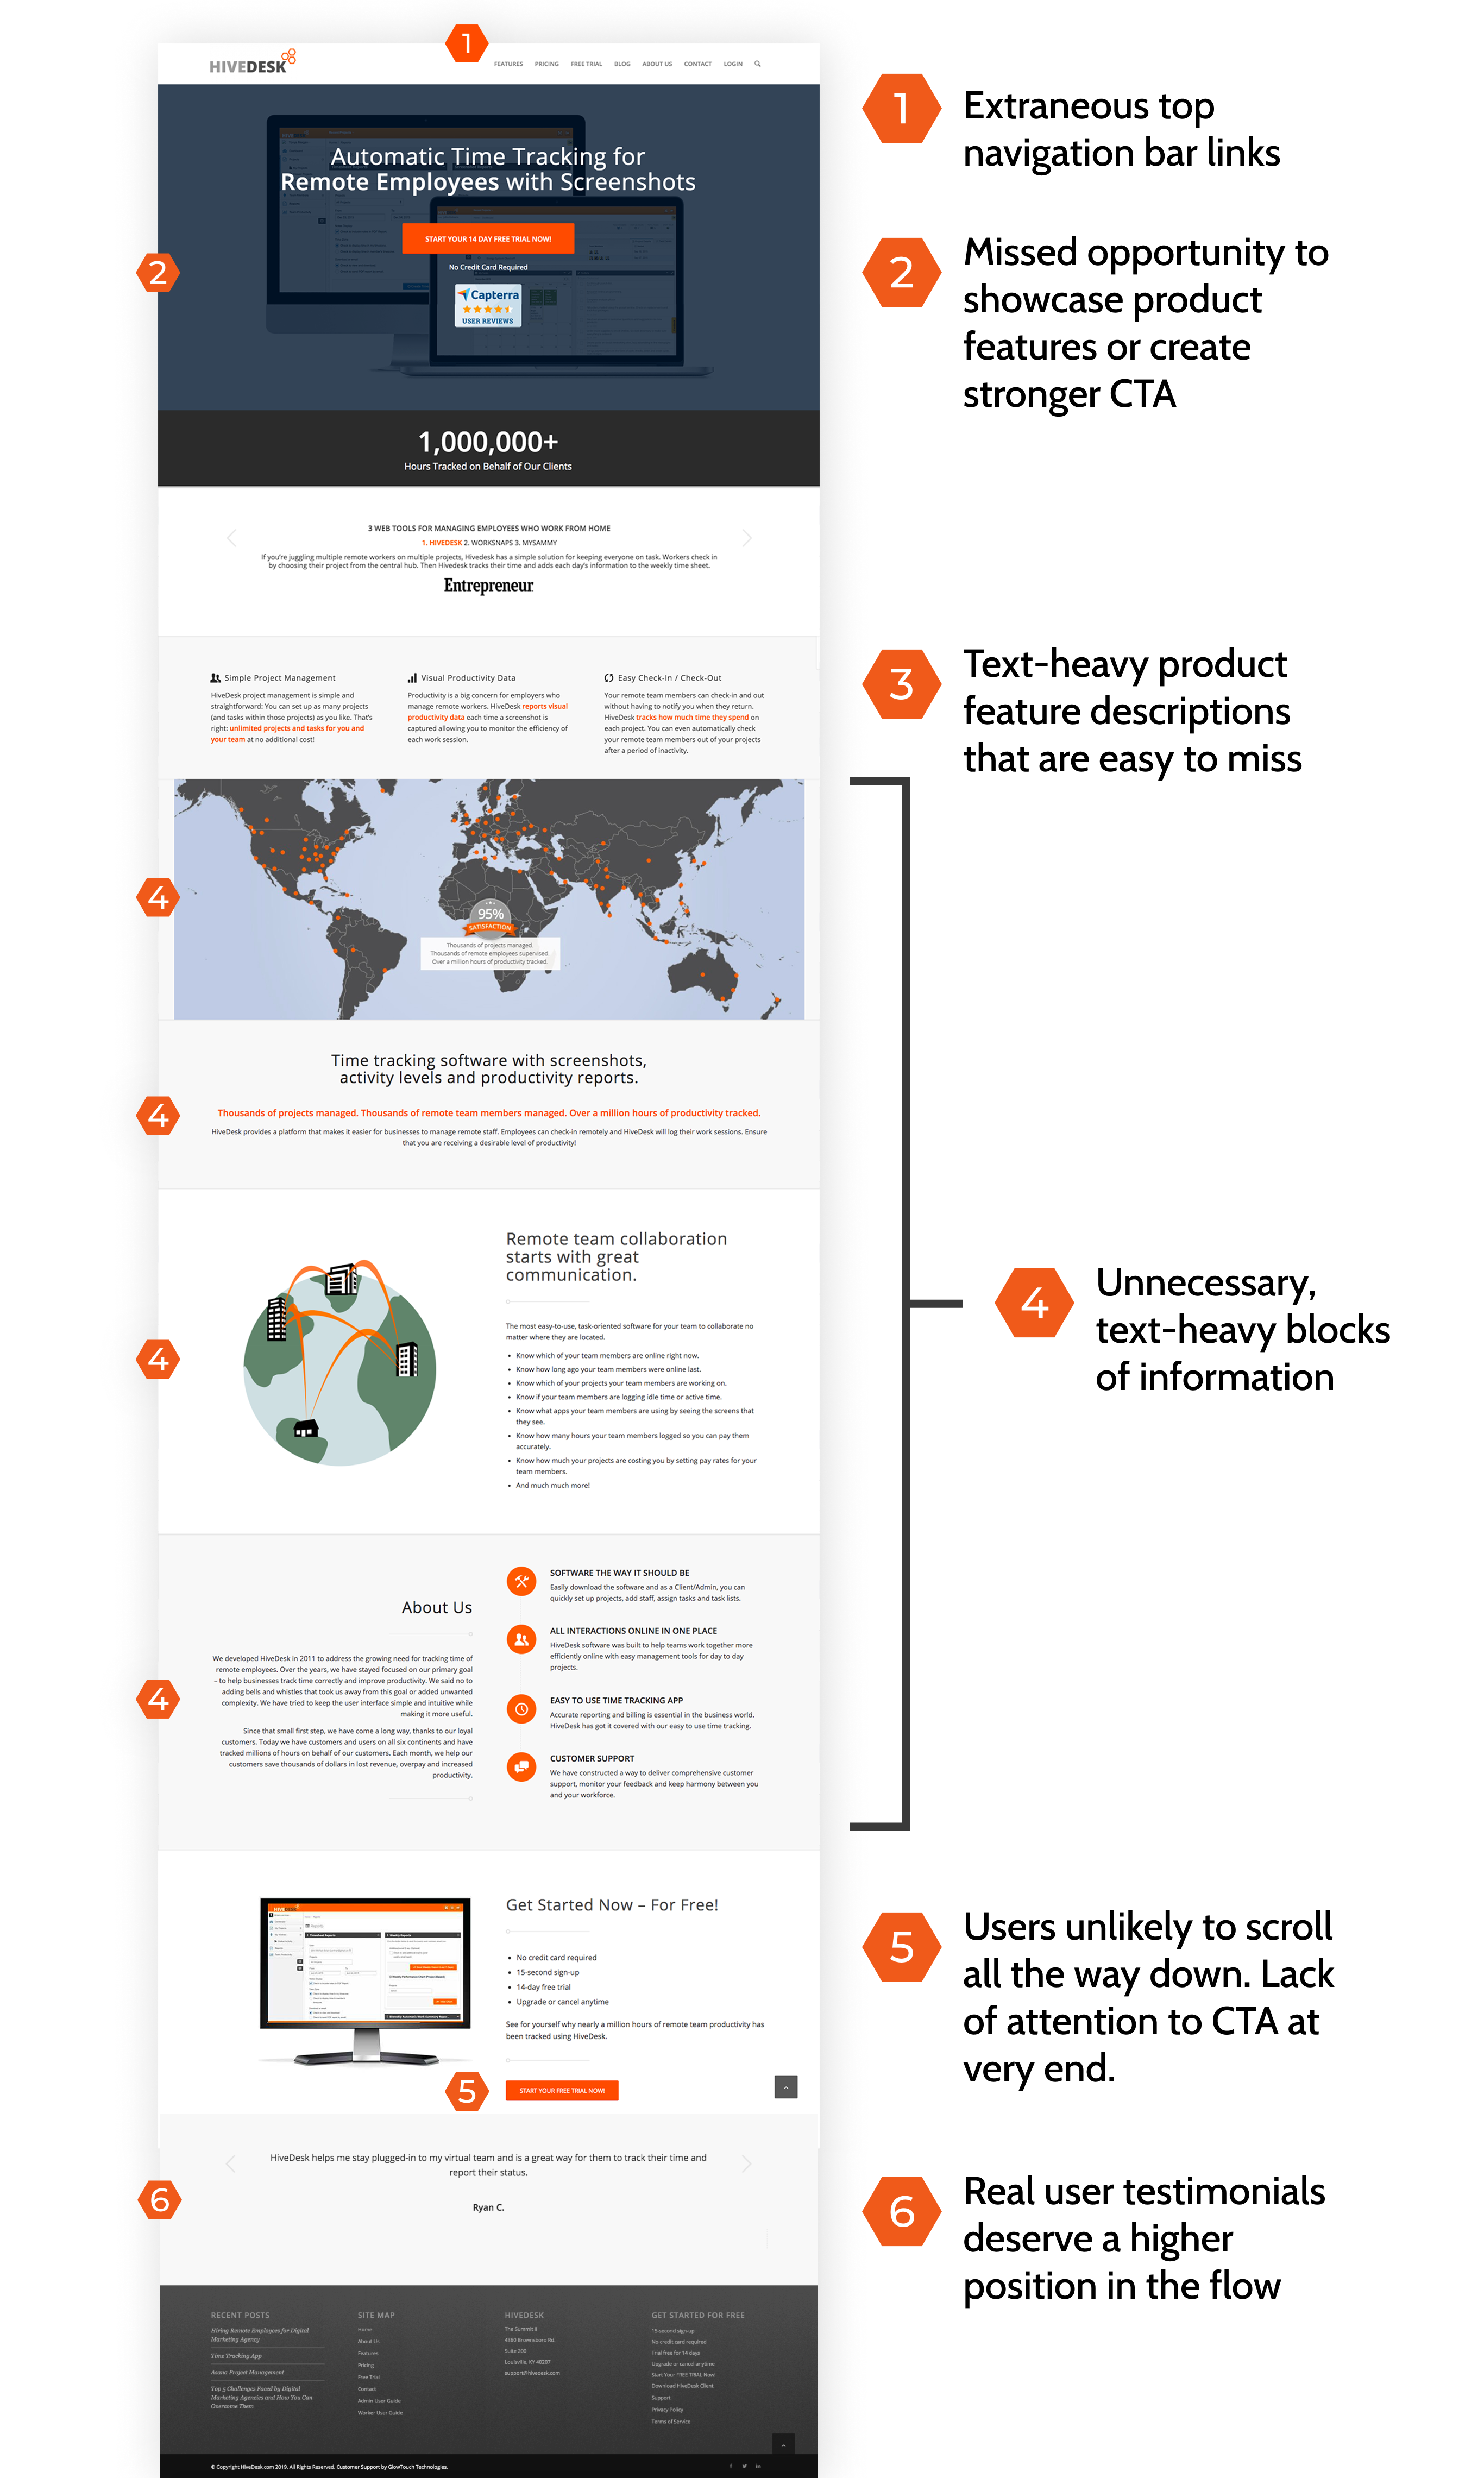 1
HIVEDESK
FEATURES PRICING FREE TRIAL BLOG ABOUT US CONTACT LOGIN
Automatic Time Tracking for
Remote Employees with Screenshots
START YOUR 14 DAY FREE TRIAL NOW!
2
No Credit Card Required
Capterra
USER REVIEWS
1,000,000+
Hours Tracked on Behalf of Our Clients
3 WEB TOOLS FOR MANAGING EMPLOYEES WHO WORK FROM HOME
1. HIVEDESK 2. WORKSNAPS 3. MYSAMMY
If you're juggling multiple remote workers on multiple projects, Hivedesk has a simple solution for keeping everyone on task. Workers check in
by choosing their project from the central hub. Then Hivedesk tracks their time and adds each day's information to the weekly time sheet.
Entrepreneur
Simple Project Management
HiveDesk project management is simple and
straightforward: You can set up as many projects
(and tasks within those projects) as you like. That's
right: unlimited projects and tasks for you and
your team at no additional cost!
Visual Productivity Data
Productivity is a big concern for employers who
manage remote workers. HiveDesk reports visual
productivity data each time a screenshot is
captured allowing you to monitor the efficiency of
each work session.
Easy Check-In / Check-Out
Your remote team members can check-in and out
without having to notify you when they return.
HiveDesk tracks how much time they spend on
each project. You can even automatically check
your remote team members out of your projects
after a period of inactivity.
4
95%
SATISFACTION
Thousands of projects managed.
Thousands of remote employees supervised.
Over a million hours of productivity tracked.
Time tracking software with screenshots,
activity levels and productivity reports.
4
Thousands of projects managed. Thousands of remote team members managed. Over a million hours of productivity tracked.
HiveDesk provides a platform that makes it easier for businesses to manage remote staff. Employees can check-in remotely and HiveDesk will log their work sessions. Ensure
that you are receiving a desirable level of productivity!
4
Remote team collaboration
starts with great
communication.
The most easy-to-use, task-oriented software for your team to collaborate no
matter where they are located.
• Know which of your team members are online right now.
• Know how long ago your team members were online last.
• Know which of your projects your team members are working on.
• Know if your team members are logging idle time or active time.
• Know what apps your team members are using by seeing the screens that
they see.
• Know how many hours your team members logged so you can pay them
accurately.
• Know how much your projects are costing you by setting pay rates for your
team members.
• And much much more!
4
About Us
We developed HiveDesk in 2011 to address the growing need for tracking time of
remote employees. Over the years, we have stayed focused on our primary goal
– to help businesses track time correctly and improve productivity. We said no to
adding bells and whistles that took us away from this goal or added unwanted
complexity. We have tried to keep the user interface simple and intuitive while
making it more useful.
Since that small first step, we have come a long way, thanks to our loyal
customers. Today we have customers and users on all six continents and have
tracked millions of hours on behalf of our customers. Each month, we help our
customers save thousands of dollars in lost revenue, overpay and increased
productivity.
SOFTWARE THE WAY IT SHOULD BE
Easily download the software and as a Client/Admin, you can
quickly set up projects, add staff, assign tasks and task lists.
ALL INTERACTIONS ONLINE IN ONE PLACE
HiveDesk software was built to help teams work together more
efficiently online with easy management tools for day to day
projects.
EASY TO USE TIME TRACKING APP
Accurate reporting and billing is essential in the business world.
HiveDesk has got it covered with our easy to use time tracking.
CUSTOMER SUPPORT
We have constructed a way to deliver comprehensive customer
support, monitor your feedback and keep harmony between you
and your workforce.
HIVEDESK
Reports
Get Started Now – For Free!
• No credit card required
• 15-second sign-up
• 14-day free trial
• Upgrade or cancel anytime
See for yourself why nearly a million hours of remote team productivity has
been tracked using HiveDesk.
5
START YOUR FREE TRIAL NOW!
HiveDesk helps me stay plugged-in to my virtual team and is a great way for them to track their time and
report their status.
6
Ryan C.
RECENT POSTS
Hiring Remote Employees for Digital
Marketing Agency
Time Tracking App
Asana Project Management
Top 5 Challenges Faced by Digital
Marketing Agencies and How You Can
Overcome Them
SITE MAP
Home
About Us
Features
Pricing
Free Trial
Contact
Admin User Guide
Worker User Guide
HIVEDESK
The Summit II
4360 Brownsboro Rd.
Suite 200
Louisville, KY 40207
support@hivedesk.com
GET STARTED FOR FREE
15-second sign-up
No credit card required
Trial free for 14 days
Upgrade or cancel anytime
Start Your FREE TRIAL Now!
Download HiveDesk Client
Support
Privacy Policy
Terms of Service
© Copyright HiveDesk.com 2019. All Rights Reserved. Customer Support by GlowTouch Technologies.
1
Extraneous top
navigation bar links
2
Missed opportunity to
showcase product
features or create
stronger CTA
3
Text-heavy product
feature descriptions
that are easy to miss
4
Unnecessary,
text-heavy blocks
of information
5
Users unlikely to scroll
all the way down. Lack
of attention to CTA at
very end.
6
Real user testimonials
deserve a higher
position in the flow